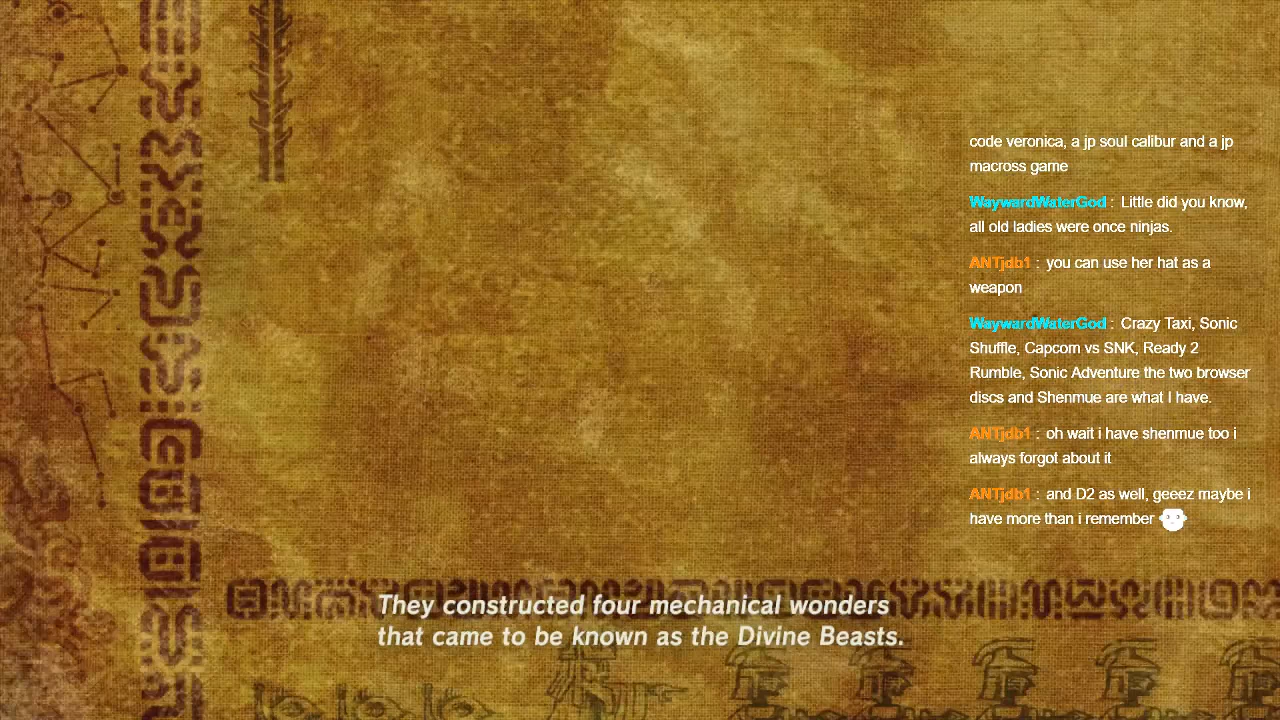 code veronica, a jp soul calibur and a jp
macross game
WaywardWaterGod : Little did you know,
all old ladies were once ninjas.
ANTjdb1 : you can use her hat as a
weapon
WaywardWaterGod : Crazy Taxi, Sonic
Shuffle, Capcom vs SNK, Ready 2
Rumble, Sonic Adventure the two browser
discs and Shenmue are what I have.
ANTjdb1 : oh wait i have shenmue too i
always forgot about it
ANTjdb1 : and D2 as well, geeez maybe i
have more than i remember
They constructed four mechanical wonders
that came to be known as the Divine Beasts.